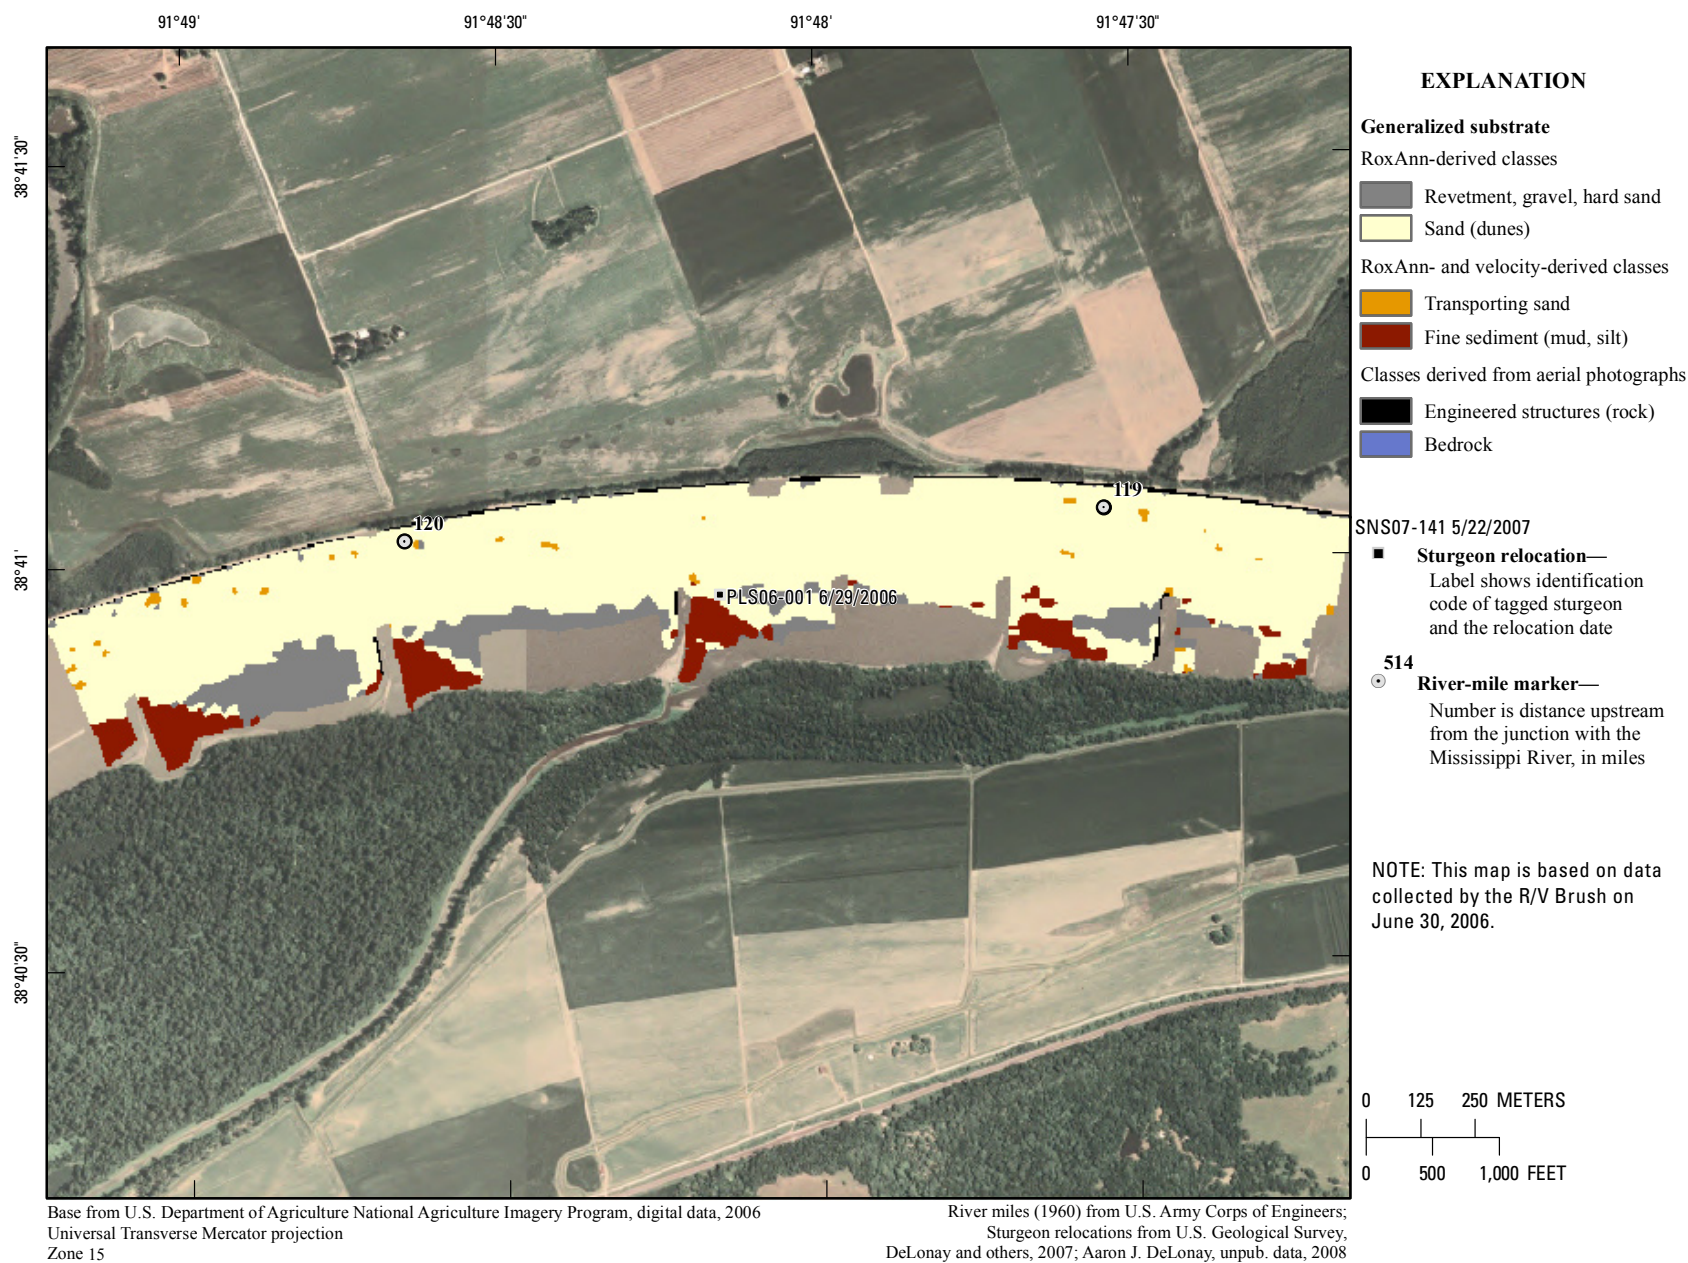 91°49'
91°48'30"
91°48'
91°47'30"
38°41'30"
38°41'
38°40'30"
120
119
PLS06-001 6/29/2006
EXPLANATION
Generalized substrate
RoxAnn-derived classes
Revetment, gravel, hard sand
Sand (dunes)
RoxAnn- and velocity-derived classes
Transporting sand
Fine sediment (mud, silt)
Classes derived from aerial photographs
Engineered structures (rock)
Bedrock
SNS07-141 5/22/2007
Sturgeon relocation—
Label shows identification
code of tagged sturgeon
and the relocation date
514
River-mile marker—
Number is distance upstream
from the junction with the
Mississippi River, in miles
NOTE: This map is based on data
collected by the R/V Brush on
June 30, 2006.
0 125 250 METERS
0 500 1,000 FEET
Base from U.S. Department of Agriculture National Agriculture Imagery Program, digital data, 2006
Universal Transverse Mercator projection
Zone 15
River miles (1960) from U.S. Army Corps of Engineers;
Sturgeon relocations from U.S. Geological Survey,
DeLonay and others, 2007; Aaron J. DeLonay, unpub. data, 2008